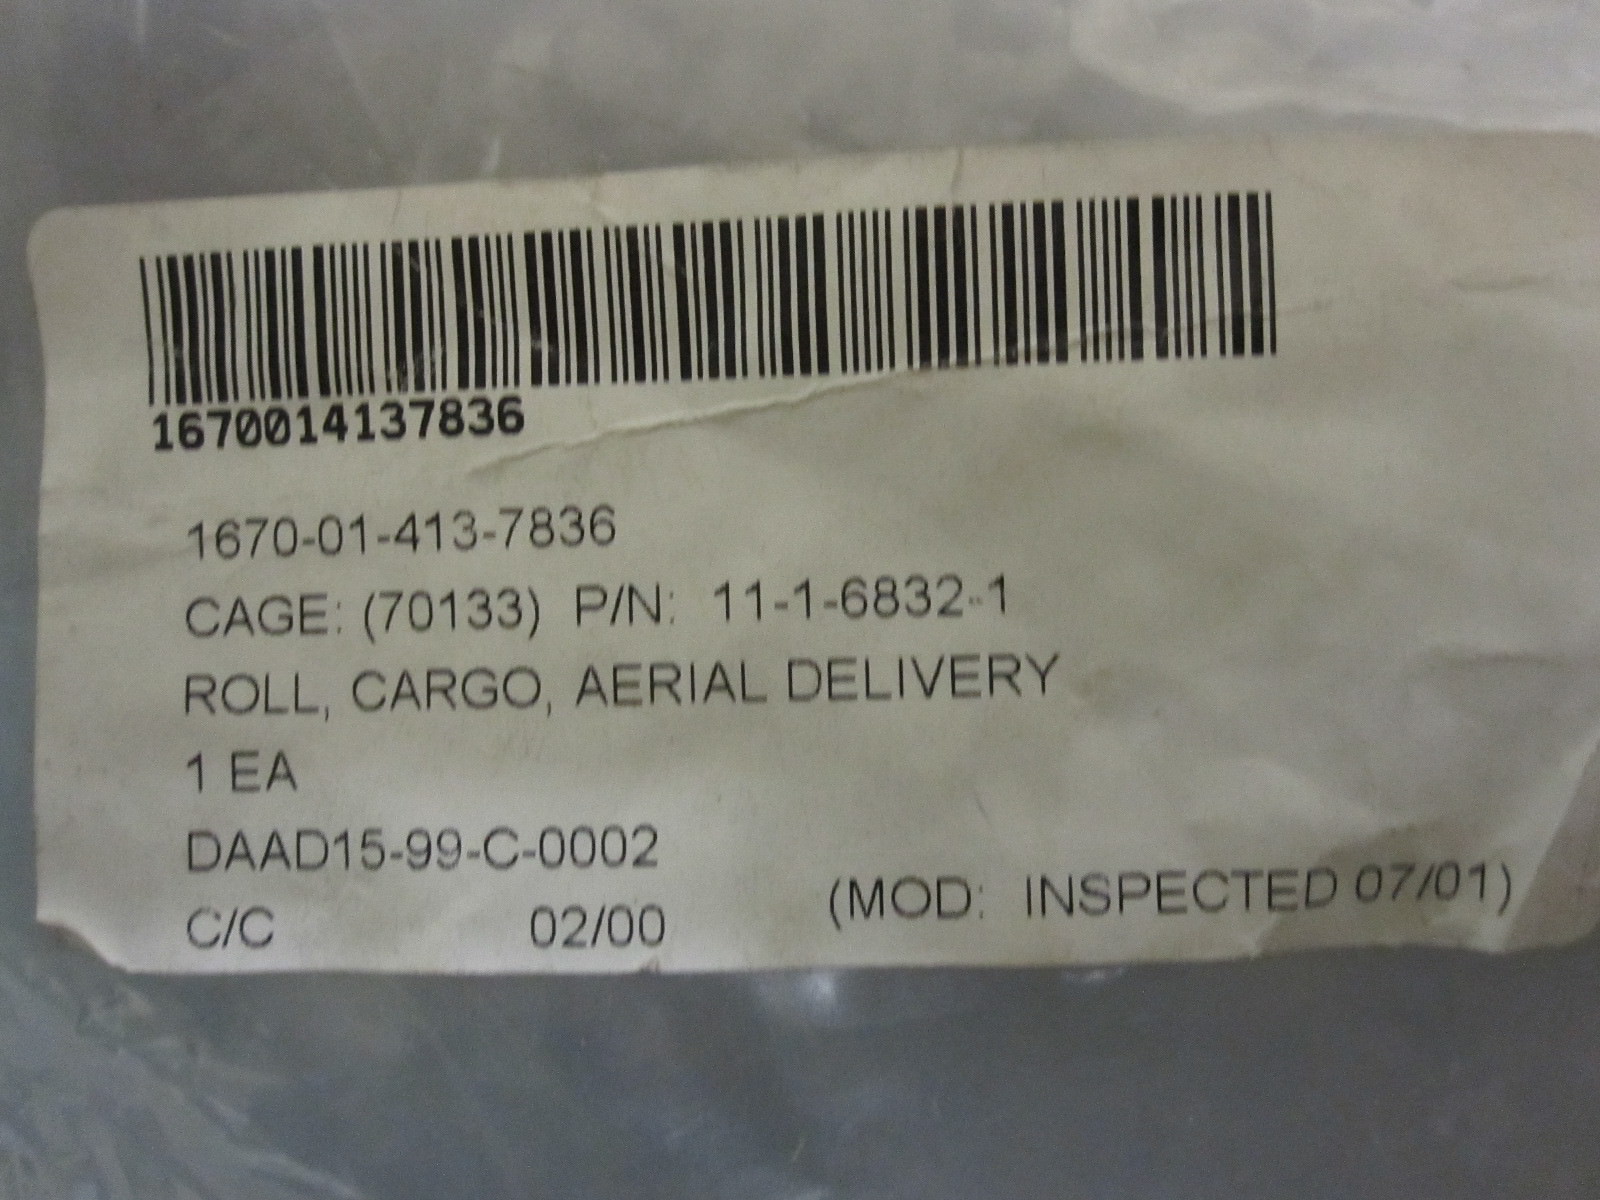 1670014137836
1670-01-413-7836
CAGE: (70133) P/N: 11-1-6832-1
ROLL, CARGO, AERIAL DELIVERY
1 EA
DAAD15-99-C-0002
C/C 02/00 (MOD: INSPECTED 07/01)